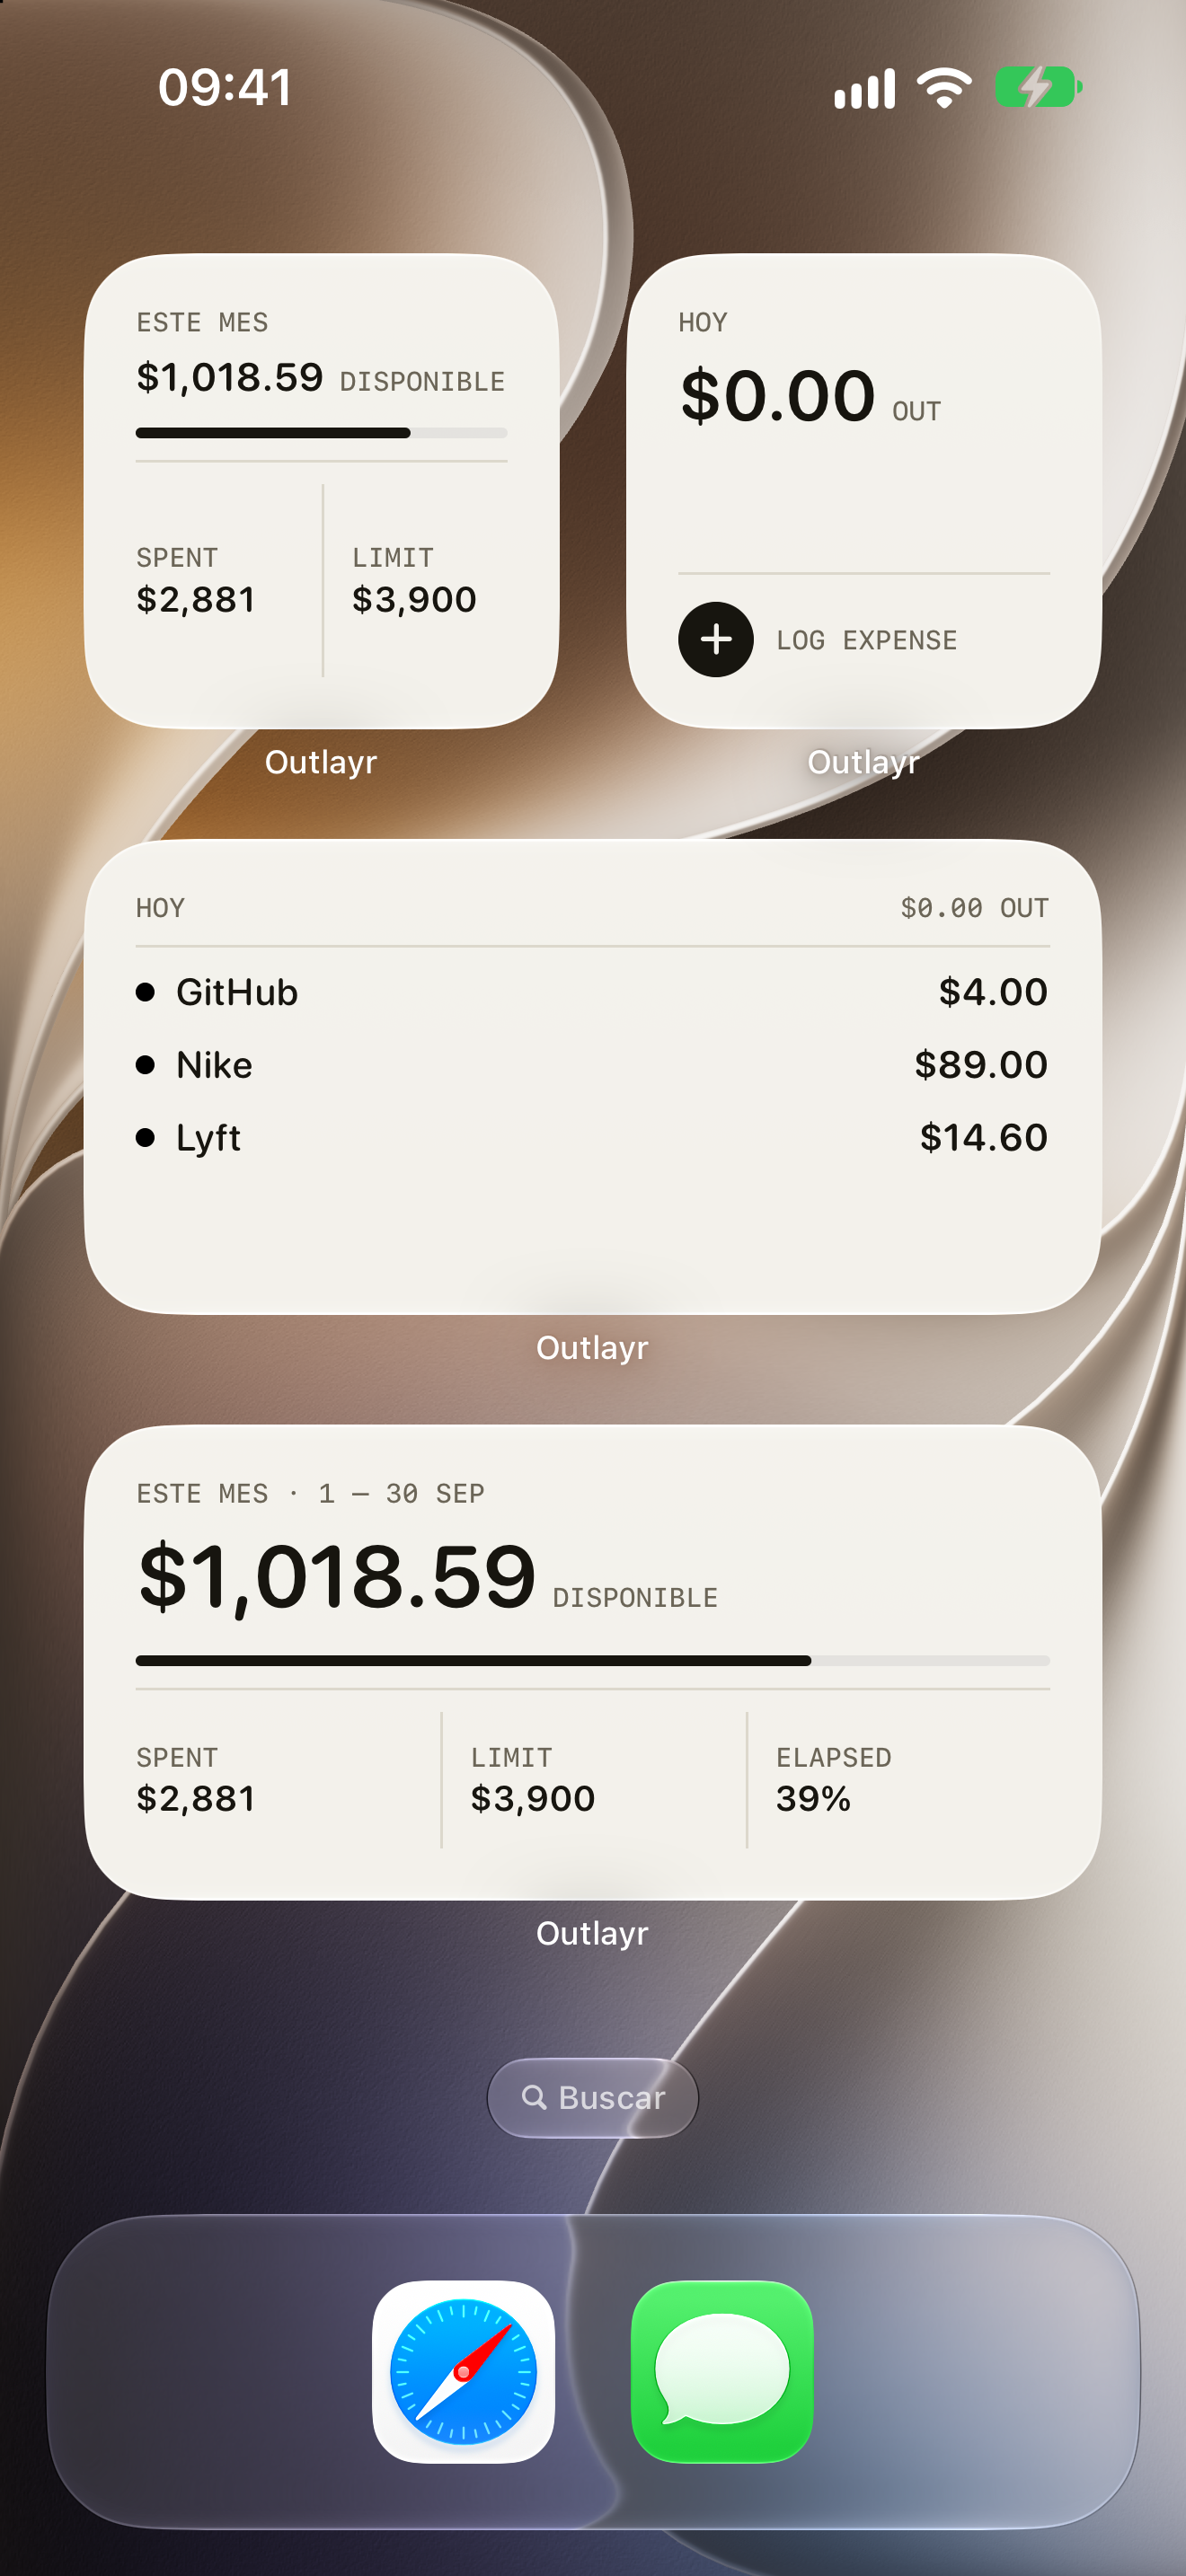 09:41
ESTE MES
$1,018.59 DISPONIBLE
SPENT
$2,881
LIMIT
$3,900
Outlayr
HOY
$0.00 OUT
LOG EXPENSE
Outlayr
HOY $0.00 OUT
GitHub $4.00
Nike $89.00
Lyft $14.60
Outlayr
ESTE MES · 1 — 30 SEP
$1,018.59 DISPONIBLE
SPENT
$2,881
LIMIT
$3,900
ELAPSED
39%
Outlayr
Buscar